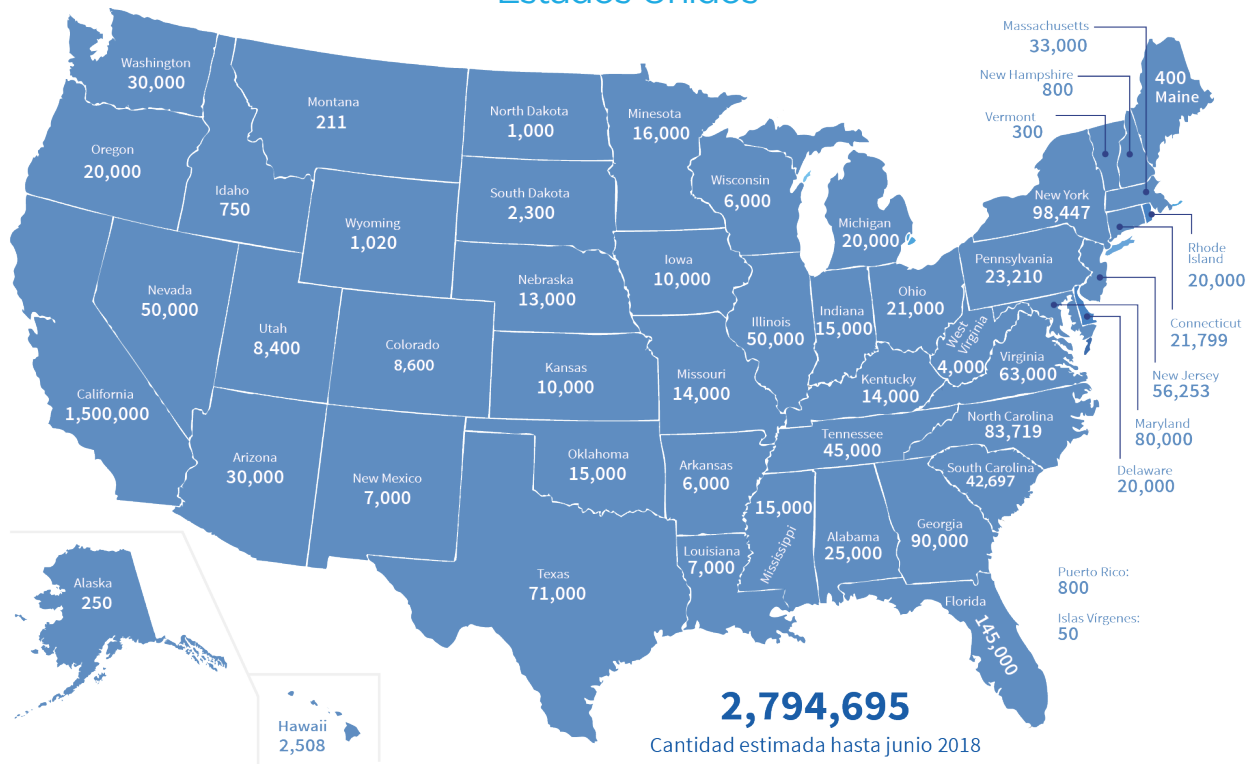 Estados Unidos
Washington
30,000
Oregon
20,000
California
1,500,000
Nevada
50,000
Idaho
750
Montana
211
Wyoming
1,020
Utah
8,400
Colorado
8,600
Arizona
30,000
New Mexico
7,000
North Dakota
1,000
South Dakota
2,300
Nebraska
13,000
Kansas
10,000
Oklahoma
15,000
Texas
71,000
Minesota
16,000
Iowa
10,000
Missouri
14,000
Arkansas
6,000
Louisiana
7,000
Wisconsin
6,000
Illinois
50,000
Michigan
20,000
Indiana
15,000
Ohio
21,000
Kentucky
14,000
Tennessee
45,000
15,000
Mississippi
Alabama
25,000
Georgia
90,000
Florida
145,000
South Carolina
42,697
North Carolina
83,719
Virginia
63,000
West
Virginia
4,000
Pennsylvania
23,210
New York
98,447
Vermont
300
New Hampshire
800
Massachusetts
33,000
400
Maine
Rhode
Island
20,000
Connecticut
21,799
New Jersey
56,253
Maryland
80,000
Delaware
20,000
Puerto Rico:
800
Islas Vírgenes:
50
Alaska
250
Hawaii
2,508
2,794,695
Cantidad estimada hasta junio 2018